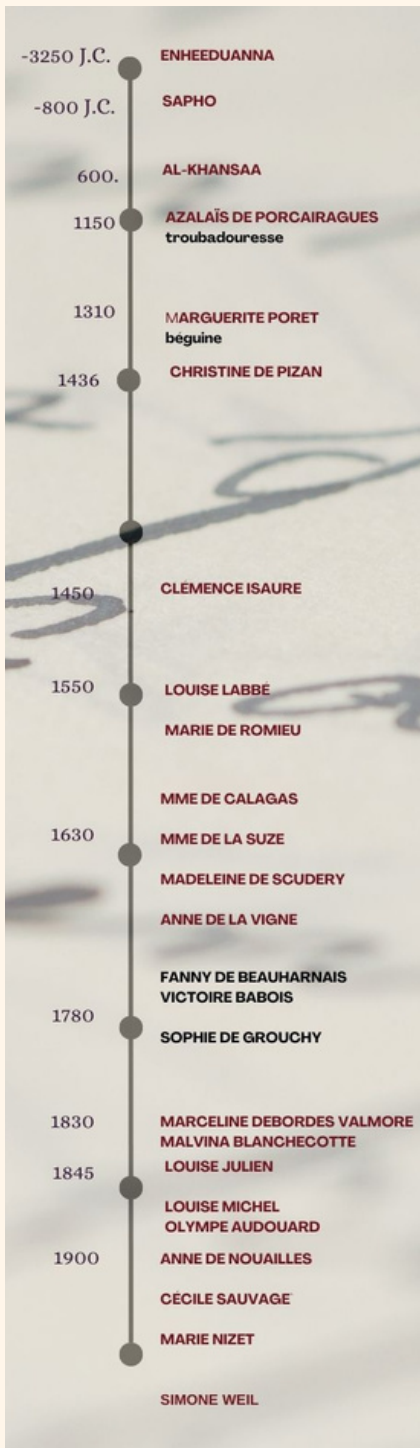 -3250 J.C. ENHEEDUANNA
-800 J.C. SAPHO
600. AL-KHANSAA
1150 AZALAÏS DE PORCAIRAGUES
troubadouresse
1310 MARGUERITE PORET
béguine
1436 CHRISTINE DE PIZAN
1450 CLÉMENCE ISAURE
1550 LOUISE LABBÉ
MARIE DE ROMIEU
MME DE CALAGAS
1630 MME DE LA SUZE
MADELEINE DE SCUDERY
ANNE DE LA VIGNE
FANNY DE BEAUHARNAIS
VICTOIRE BABOIS
1780 SOPHIE DE GROUCHY
1830 MARCELINE DEBORDES VALMORE
MALVINA BLANCHECOTTE
1845 LOUISE JULIEN
LOUISE MICHEL
OLYMPE AUDOUARD
1900 ANNE DE NOUAILLES
CÉCILE SAUVAGE
MARIE NIZET
SIMONE WEIL